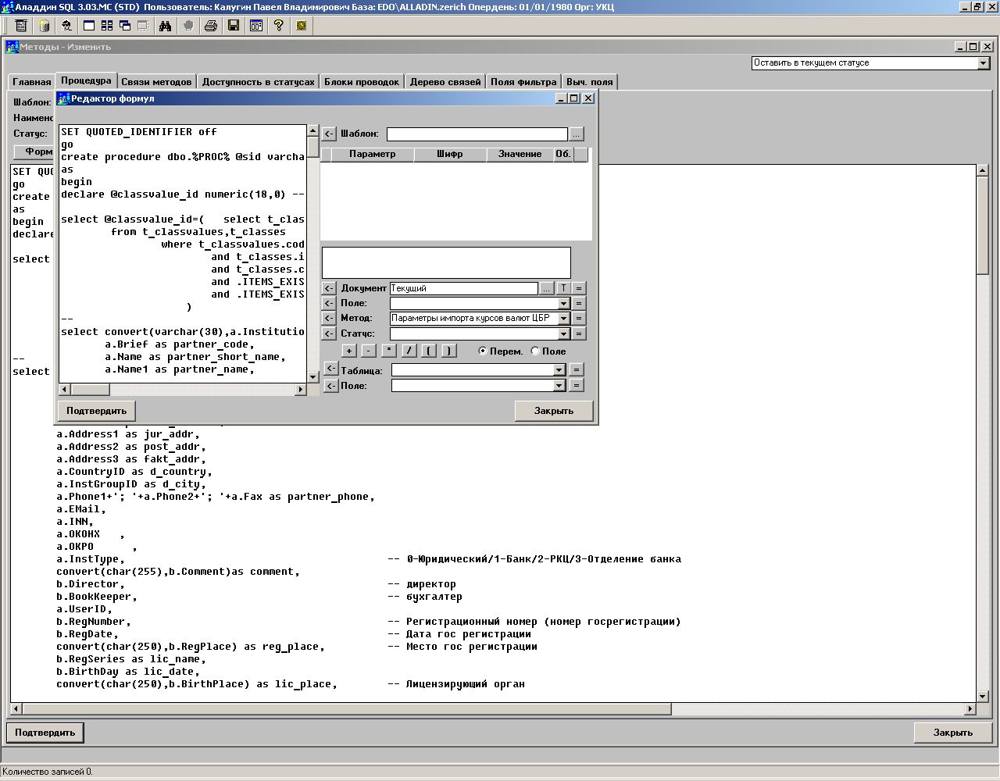 Аладдин SQL 3.03.MC (STD)  Пользователь: Калугин Павел Владимирович База: EDO\ALLADIN.zerich Опердень: 01/01/1980 Орг: УКЦ
Методы - Изменить
Оставить в текущем статусе
Главная Процедура Связи методов Доступность в статусах Блоки проводок Дерево связей Поля фильтра Выч. поля
Шаблон:
Наимено
Статус:
Форм
SET QUO
go
create
as
begin
declare
select
--
select
Редактор формул
SET QUOTED_IDENTIFIER off
go
create procedure dbo.%PROC% @sid varcha
as
begin
declare @classvalue_id numeric(18,0) --
select @classvalue_id=(   select t_clas
from t_classvalues,t_classes
where t_classvalues.cod
and t_classes.i
and t_classes.c
and .ITEMS_EXIS
and .ITEMS_EXIS
)
--
select convert(varchar(30),a.Institutio
a.Brief as partner_code,
a.Name as partner_short_name,
a.Name1 as partner_name,
<- Шаблон: ...
Параметр Шифр Значение Об.
<- Документ Текущий ... T =
<- Поле: =
<- Метод: Параметры импорта курсов валют ЦБР =
<- Статус: =
+ - * / ( ) Перем. Поле
<- Таблица: =
<- Поле: =
Подтвердить Закрыть
a.Address1 as jur_addr,
a.Address2 as post_addr,
a.Address3 as fakt_addr,
a.CountryID as d_country,
a.InstGroupID as d_city,
a.Phone1+'; '+a.Phone2+'; '+a.Fax as partner_phone,
a.EMail,
a.INN,
a.OKOHX   ,
a.OKPO      ,
a.InstType, -- 0-Юридический/1-Банк/2-РКЦ/3-Отделение банка
convert(char(255),b.Comment)as comment,
b.Director, -- директор
b.BookKeeper, -- бухгалтер
a.UserID,
b.RegNumber, -- Регистрационный номер (номер госрегистрации)
b.RegDate, -- Дата гос регистрации
convert(char(250),b.RegPlace) as reg_place, -- Место гос регистрации
b.RegSeries as lic_name,
b.BirthDay as lic_date,
convert(char(250),b.BirthPlace) as lic_place, -- Лицензирующий орган
Подтвердить Закрыть
Количество записей 0.